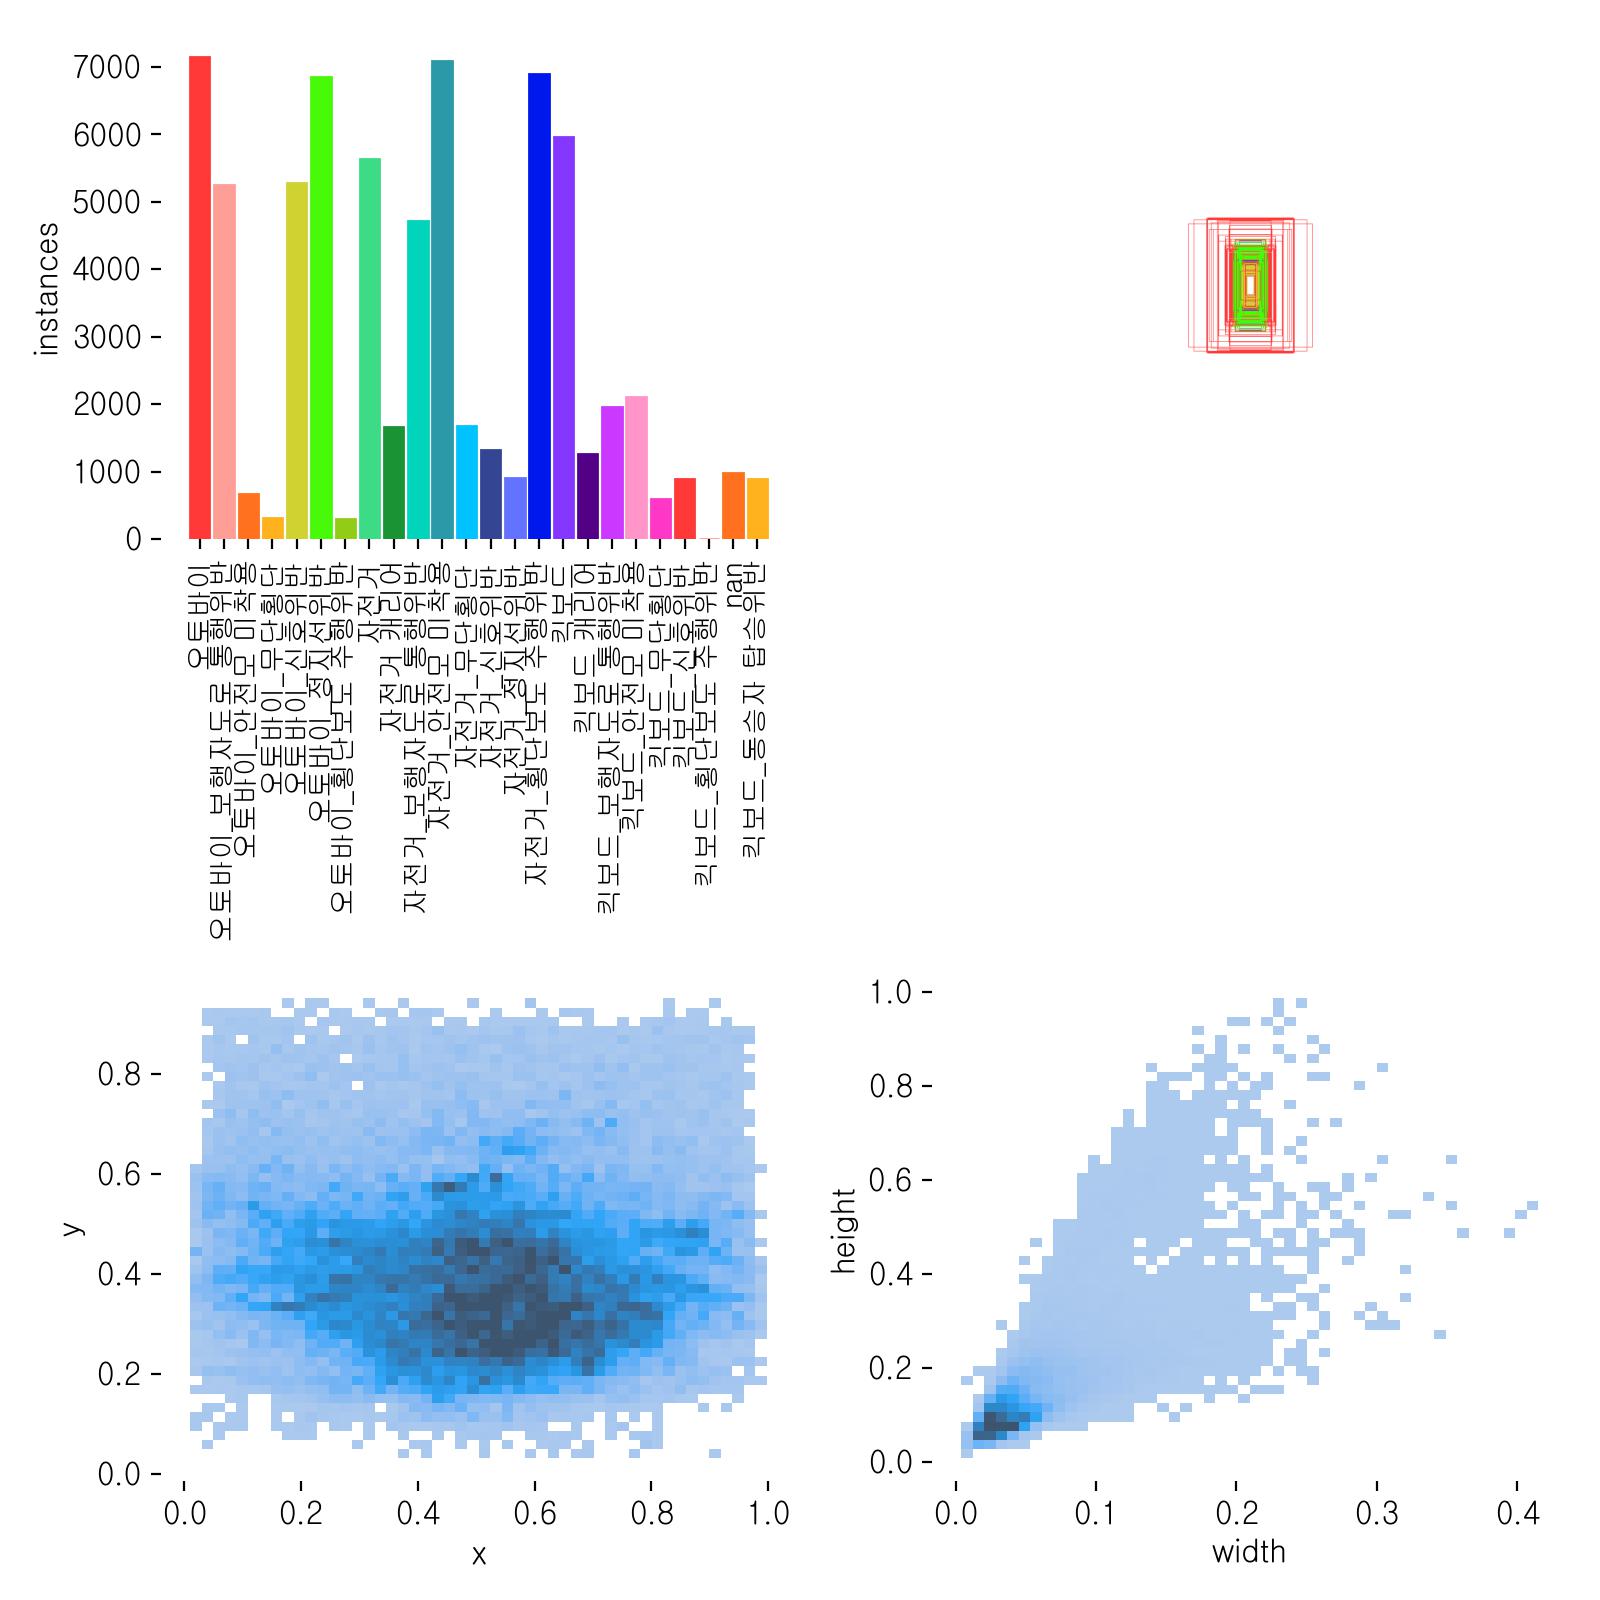 7000
6000
5000
4000
3000
2000
1000
0
instances
오토바이
오토바이_보행자도로 통행위반
오토바이_안전모 미착용
오토바이_무단횡단
오토바이_신호위반
오토바이_정지선위반
오토바이_횡단보도 주행위반
자전거
자전거 캐리어
자전거_보행자도로 통행위반
자전거_안전모 미착용
자전거_무단횡단
자전거_신호위반
자전거_정지선위반
자전거_횡단보도 주행위반
킥보드
킥보드 캐리어
킥보드_보행자도로 통행위반
킥보드_안전모 미착용
킥보드_무단횡단
킥보드_신호위반
킥보드_횡단보도 주행위반
nan
킥보드_동승자 탑승위반
0.8
0.6
0.4
0.2
0.0
y
0.0 0.2 0.4 0.6 0.8 1.0
x
1.0
0.8
0.6
0.4
0.2
0.0
height
0.0 0.1 0.2 0.3 0.4
width